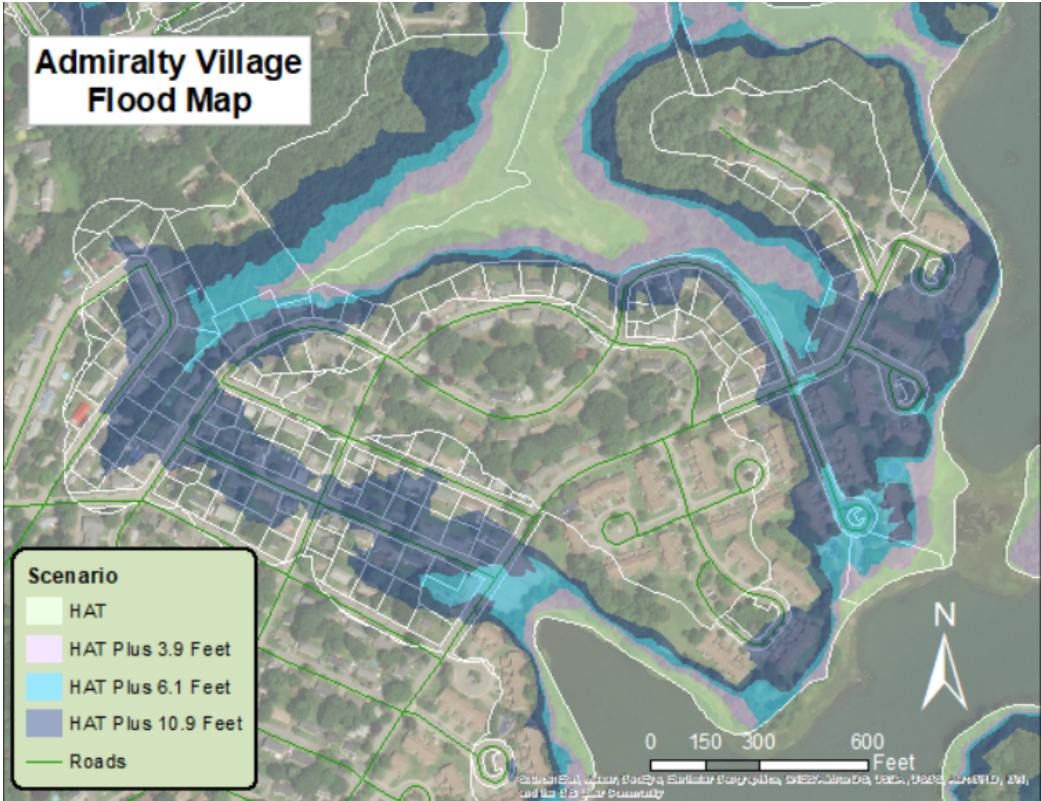 Admiralty Village
Flood Map
Scenario
HAT
HAT Plus 3.9 Feet
HAT Plus 6.1 Feet
HAT Plus 10.9 Feet
Roads
N
0 150 300 600
Feet